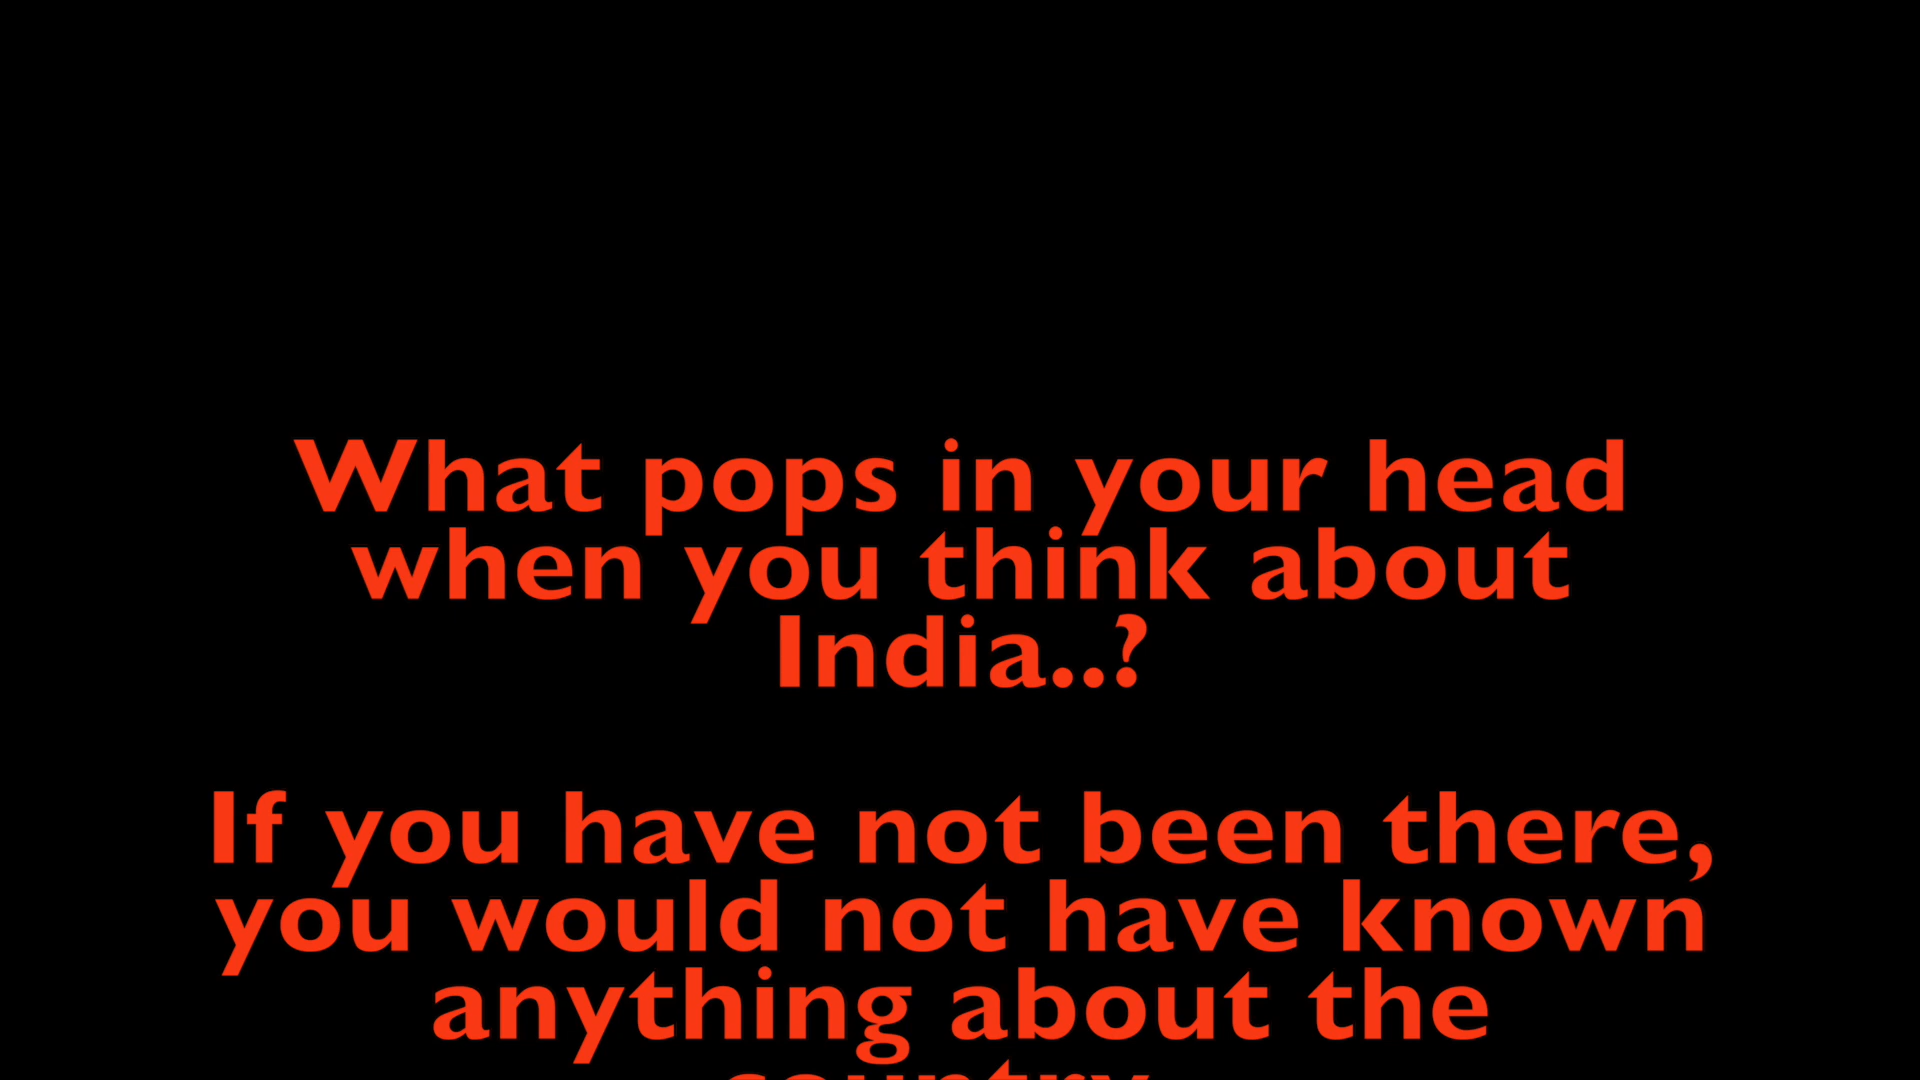 What pops in your head
when you think about
India..?
If you have not been there,
you would not have known
anything about the